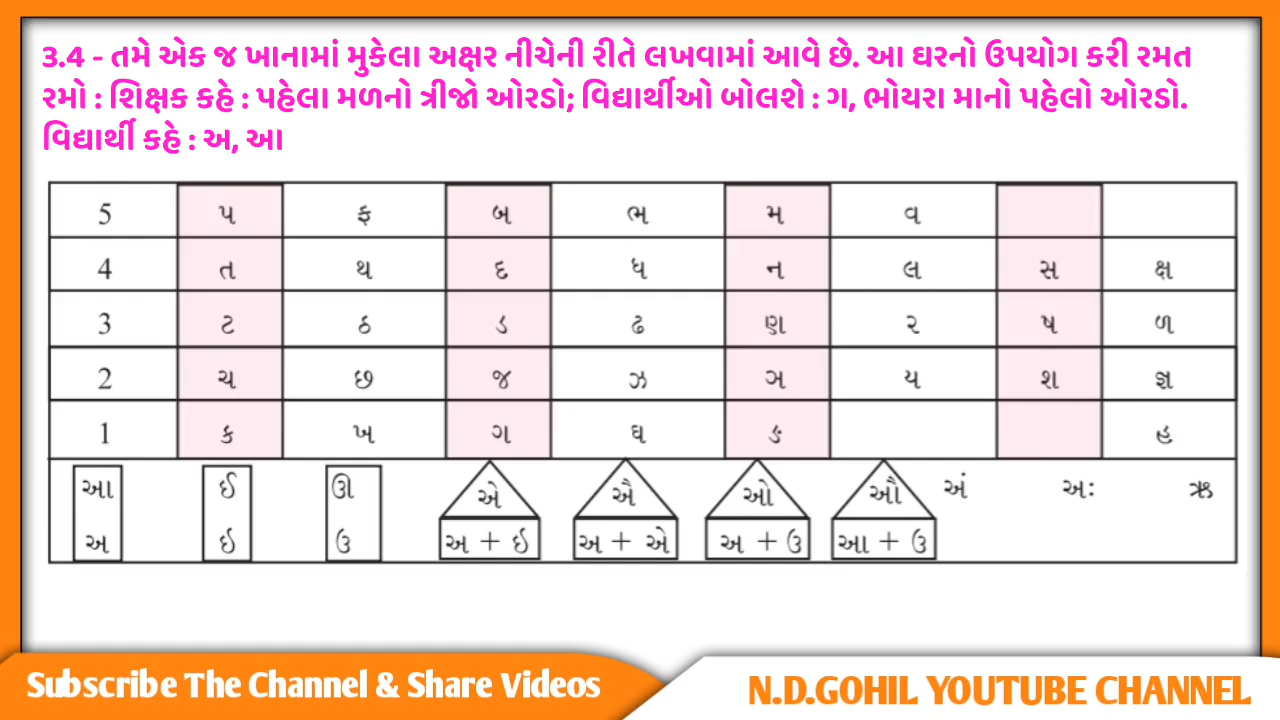 3.4 - તમે એક જ ખાનામાં મુકેલા અક્ષર નીચેની રીતે લખવામાં આવે છે. આ ઘરનો ઉપયોગ કરી રમત
રમો : શિક્ષક કહે : પહેલા મળનો ત્રીજો ઓરડો; વિદ્યાર્થીઓ બોલશે : ગ, ભોયરા માનો પહેલો ઓરડો.
વિદ્યાર્થી કહે : અ, આ
5 પ ફ બ ભ મ વ
4 ત થ દ ધ ન લ સ ક્ષ
3 ટ ઠ ડ ઢ ણ ર ષ ળ
2 ચ છ જ ઝ ઞ ય શ જ્ઞ
1 ક ખ ગ ઘ ઙ હ
આ ઈ ઊ એ ઐ ઓ ઔ અં અઃ ઋ
અ ઇ ઉ અ + ઇ અ + એ અ + ઉ આ + ઉ
Subscribe The Channel & Share Videos
N.D.GOHIL YOUTUBE CHANNEL